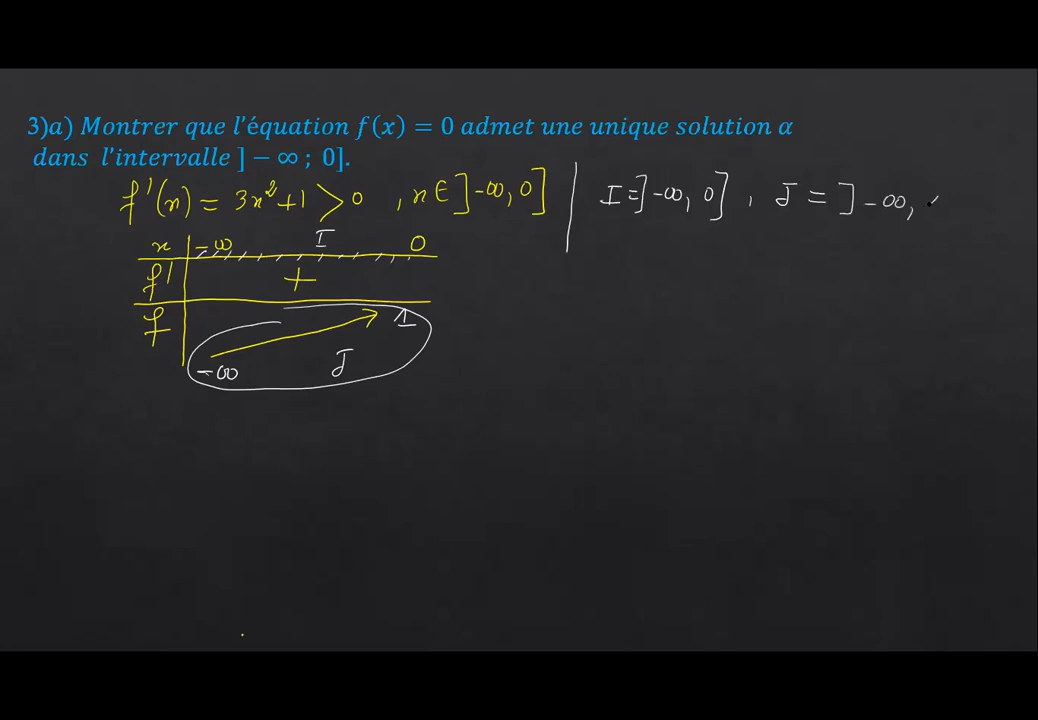 3)a) Montrer que l'équation f(x) = 0 admet une unique solution α
dans l'intervalle ] − ∞ ; 0].
f'(x) = 3x²+1 > 0 , x ∈ ]-∞, 0] | I = ]-∞, 0] , J = ]-∞,
x | -∞ I 0
f' | +
f | -∞ J 1